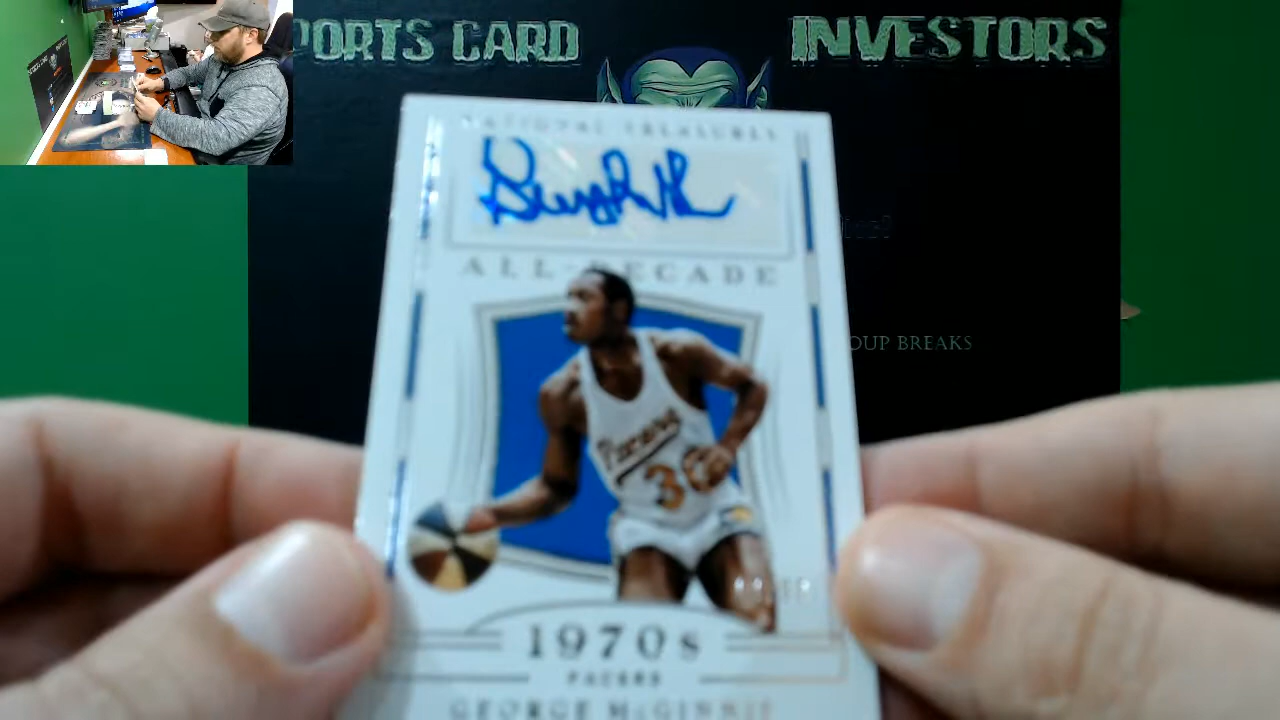 PORTS CARD INVESTORS
NATIONAL TREASURES
ALL-DECADE
OUP BREAKS
Pacers
30
1970s
PACERS
GEORGE McGINNIS